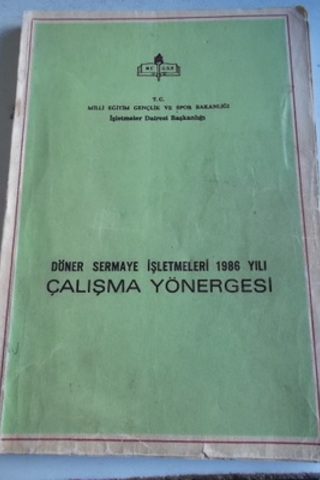 T. C.
MİLLİ EĞİTİM GENÇLİK VE SPOR BAKANLIĞI
İşletmeler Dairesi Başkanlığı
DÖNER SERMAYE İŞLETMELERİ 1986 YILI
ÇALIŞMA YÖNERGESİ